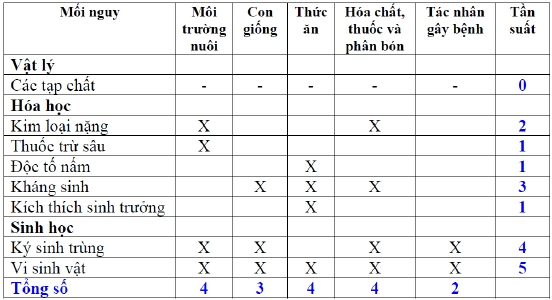 Mối nguy | Môi trường nuôi | Con giống | Thức ăn | Hóa chất, thuốc và phân bón | Tác nhân gây bệnh | Tần suất
Vật lý
Các tạp chất | - | - | - | - | - | 0
Hóa học
Kim loại nặng | X | | | X | | 2
Thuốc trừ sâu | X | | | | | 1
Độc tố nấm | | | X | | | 1
Kháng sinh | | X | X | X | | 3
Kích thích sinh trưởng | | | X | | | 1
Sinh học
Ký sinh trùng | X | X | | X | X | 4
Vi sinh vật | X | X | X | X | X | 5
Tổng số | 4 | 3 | 4 | 4 | 2